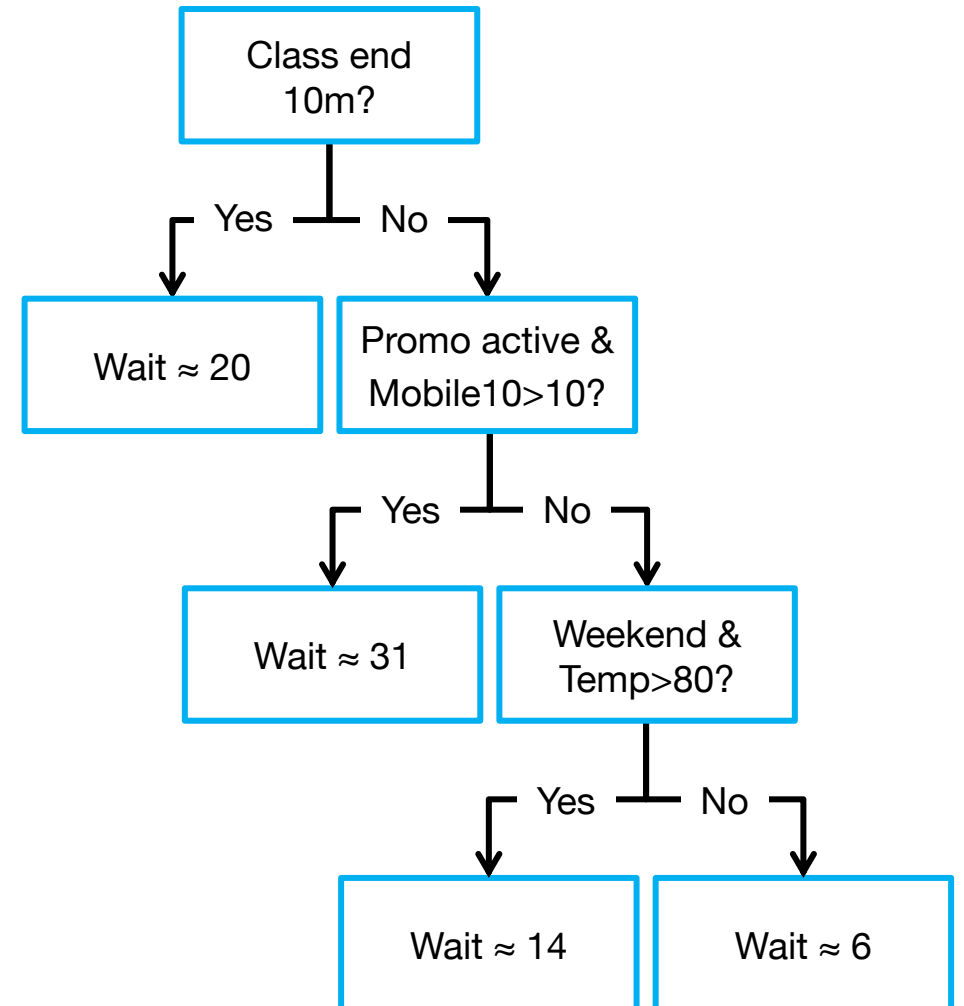 Class end
10m?
Yes
No
Wait ≈ 20
Promo active &
Mobile10>10?
Yes
No
Wait ≈ 31
Weekend &
Temp>80?
Yes
No
Wait ≈ 14
Wait ≈ 6